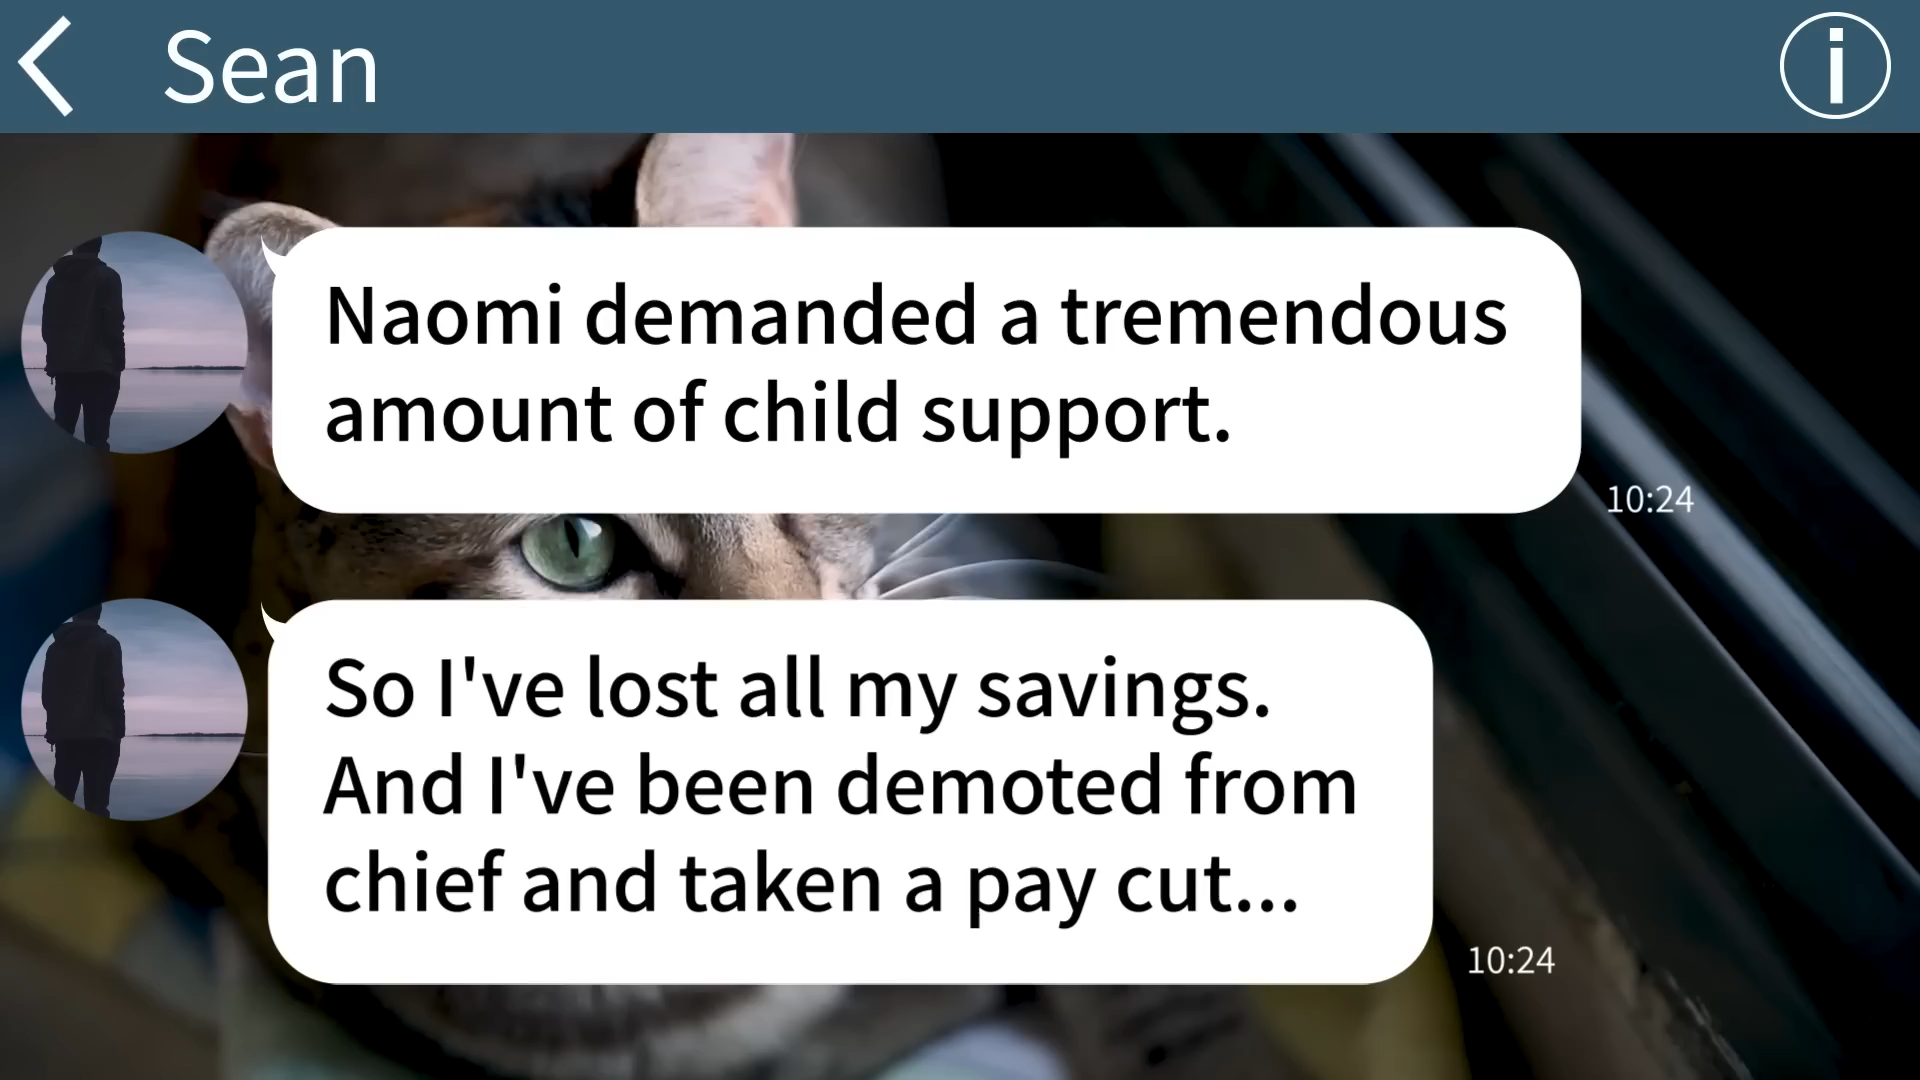 Sean
Naomi demanded a tremendous
amount of child support.
10:24
So I've lost all my savings.
And I've been demoted from
chief and taken a pay cut...
10:24